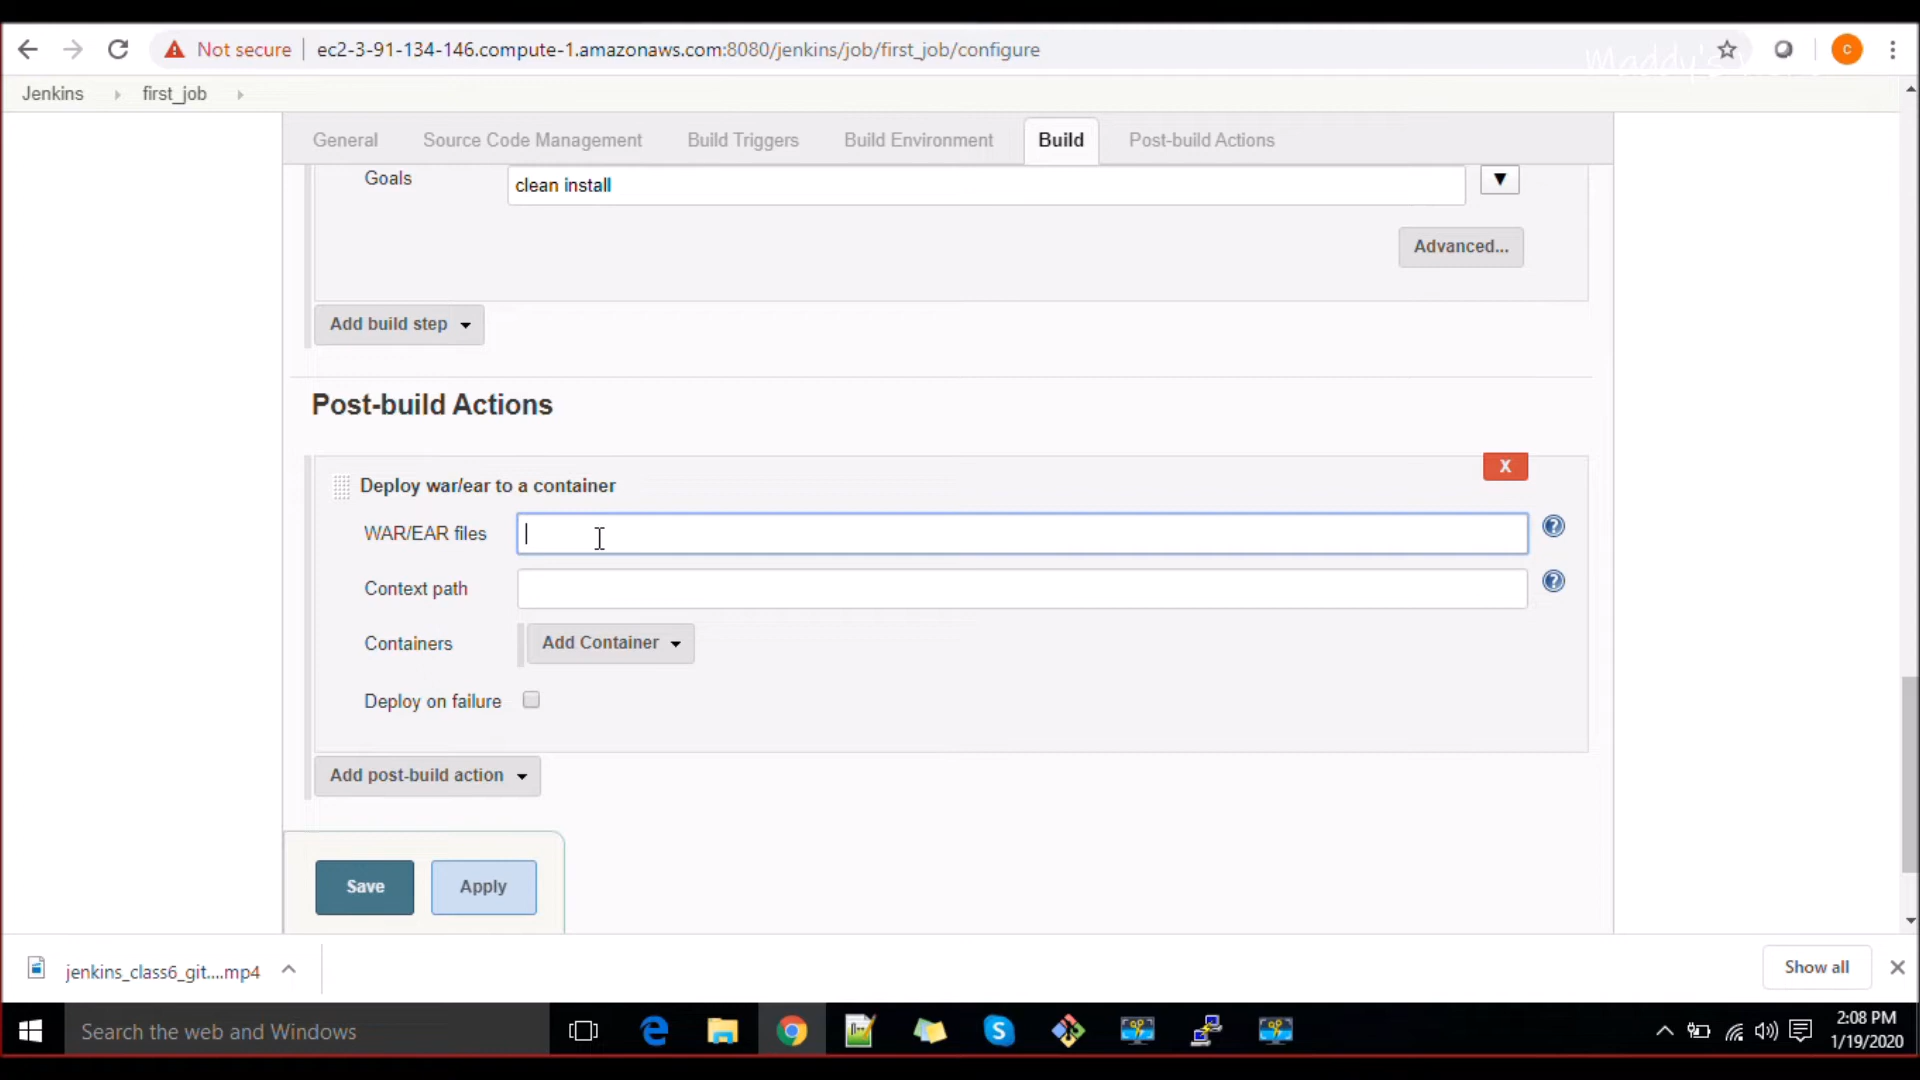 Not secure ec2-3-91-134-146.compute-1.amazonaws.com:8080/jenkins/job/first_job/configure
Maddy's
C
Jenkins first_job
General Source Code Management Build Triggers Build Environment Build Post-build Actions
Goals clean install
Advanced...
Add build step
Post-build Actions
X
Deploy war/ear to a container
WAR/EAR files
Context path
Containers Add Container
Deploy on failure
Add post-build action
Save Apply
jenkins_class6_git....mp4 Show all
Search the web and Windows
2:08 PM
1/19/2020